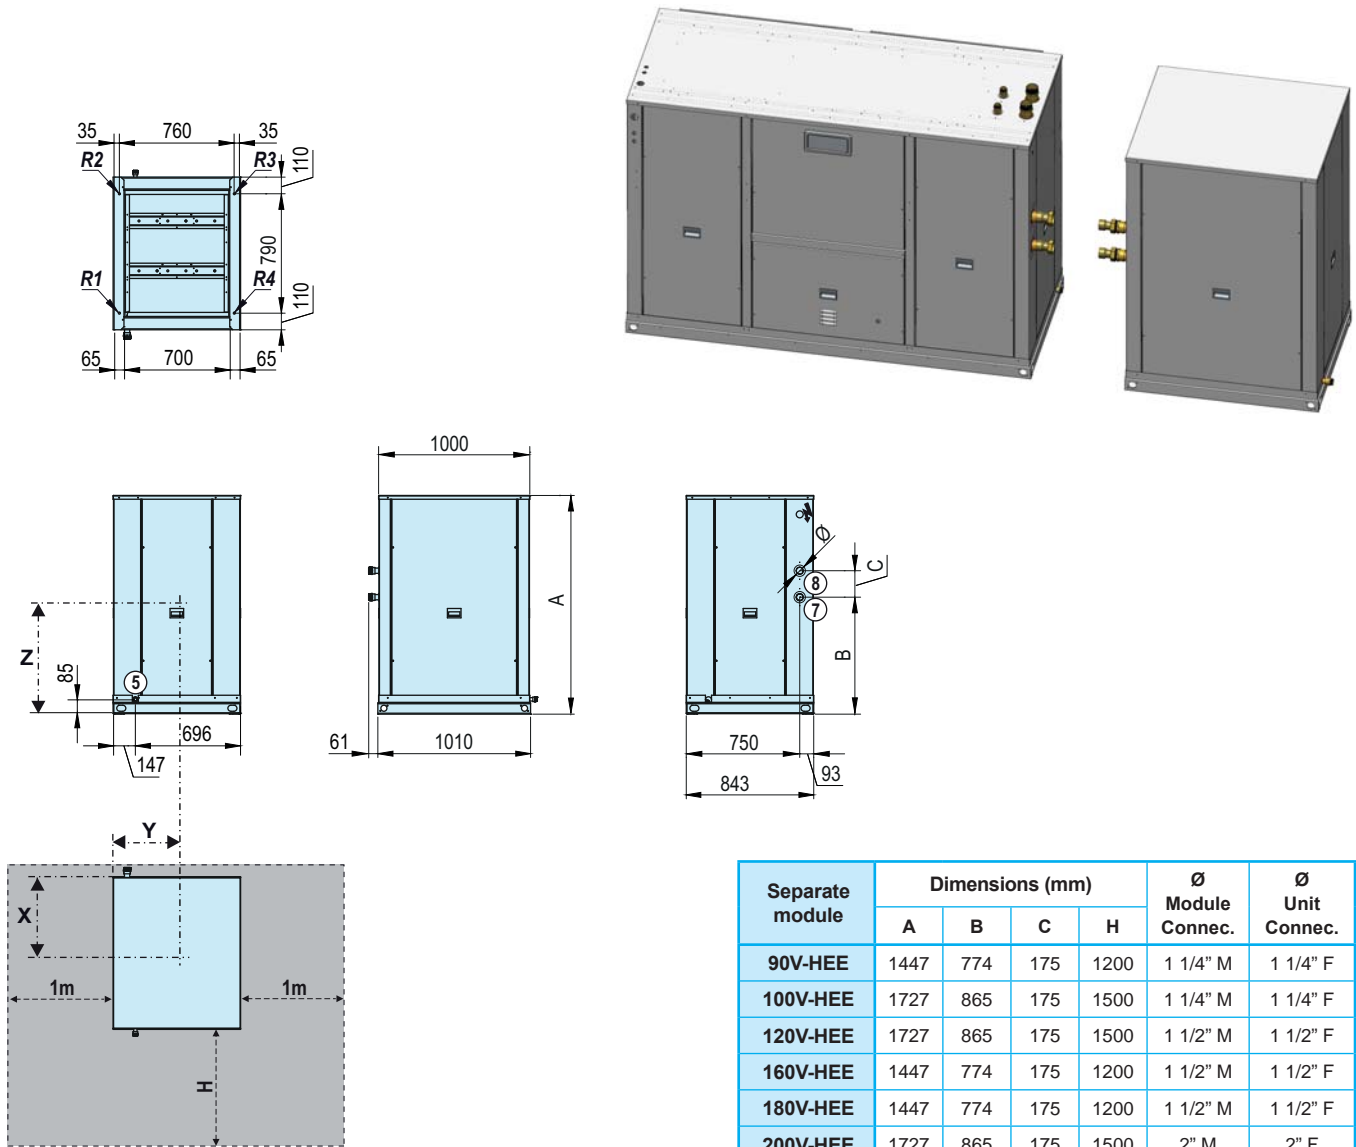 35 760 35
R2 R3 110
790
R1 R4 110
65 700 65
1000
Ø
C
8
7
A
Z
85
5
B
696
147
61 1010
750
93
843
Y
X
1m 1m
H
Separate module Dimensions (mm) Ø Module Connec. Ø Unit Connec.
A B C H
90V-HEE 1447 774 175 1200 1 1/4” M 1 1/4” F
100V-HEE 1727 865 175 1500 1 1/4” M 1 1/4” F
120V-HEE 1727 865 175 1500 1 1/2” M 1 1/2” F
160V-HEE 1447 774 175 1200 1 1/2” M 1 1/2” F
180V-HEE 1447 774 175 1200 1 1/2” M 1 1/2” F
200V-HEE 1727 865 175 1500 2” M 2” F